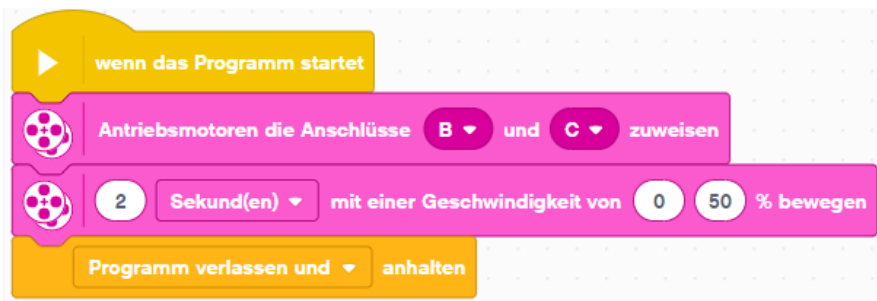 wenn das Programm startet
Antriebsmotoren die Anschlüsse B und C zuweisen
2 Sekund(en) mit einer Geschwindigkeit von 0 50 % bewegen
Programm verlassen und anhalten